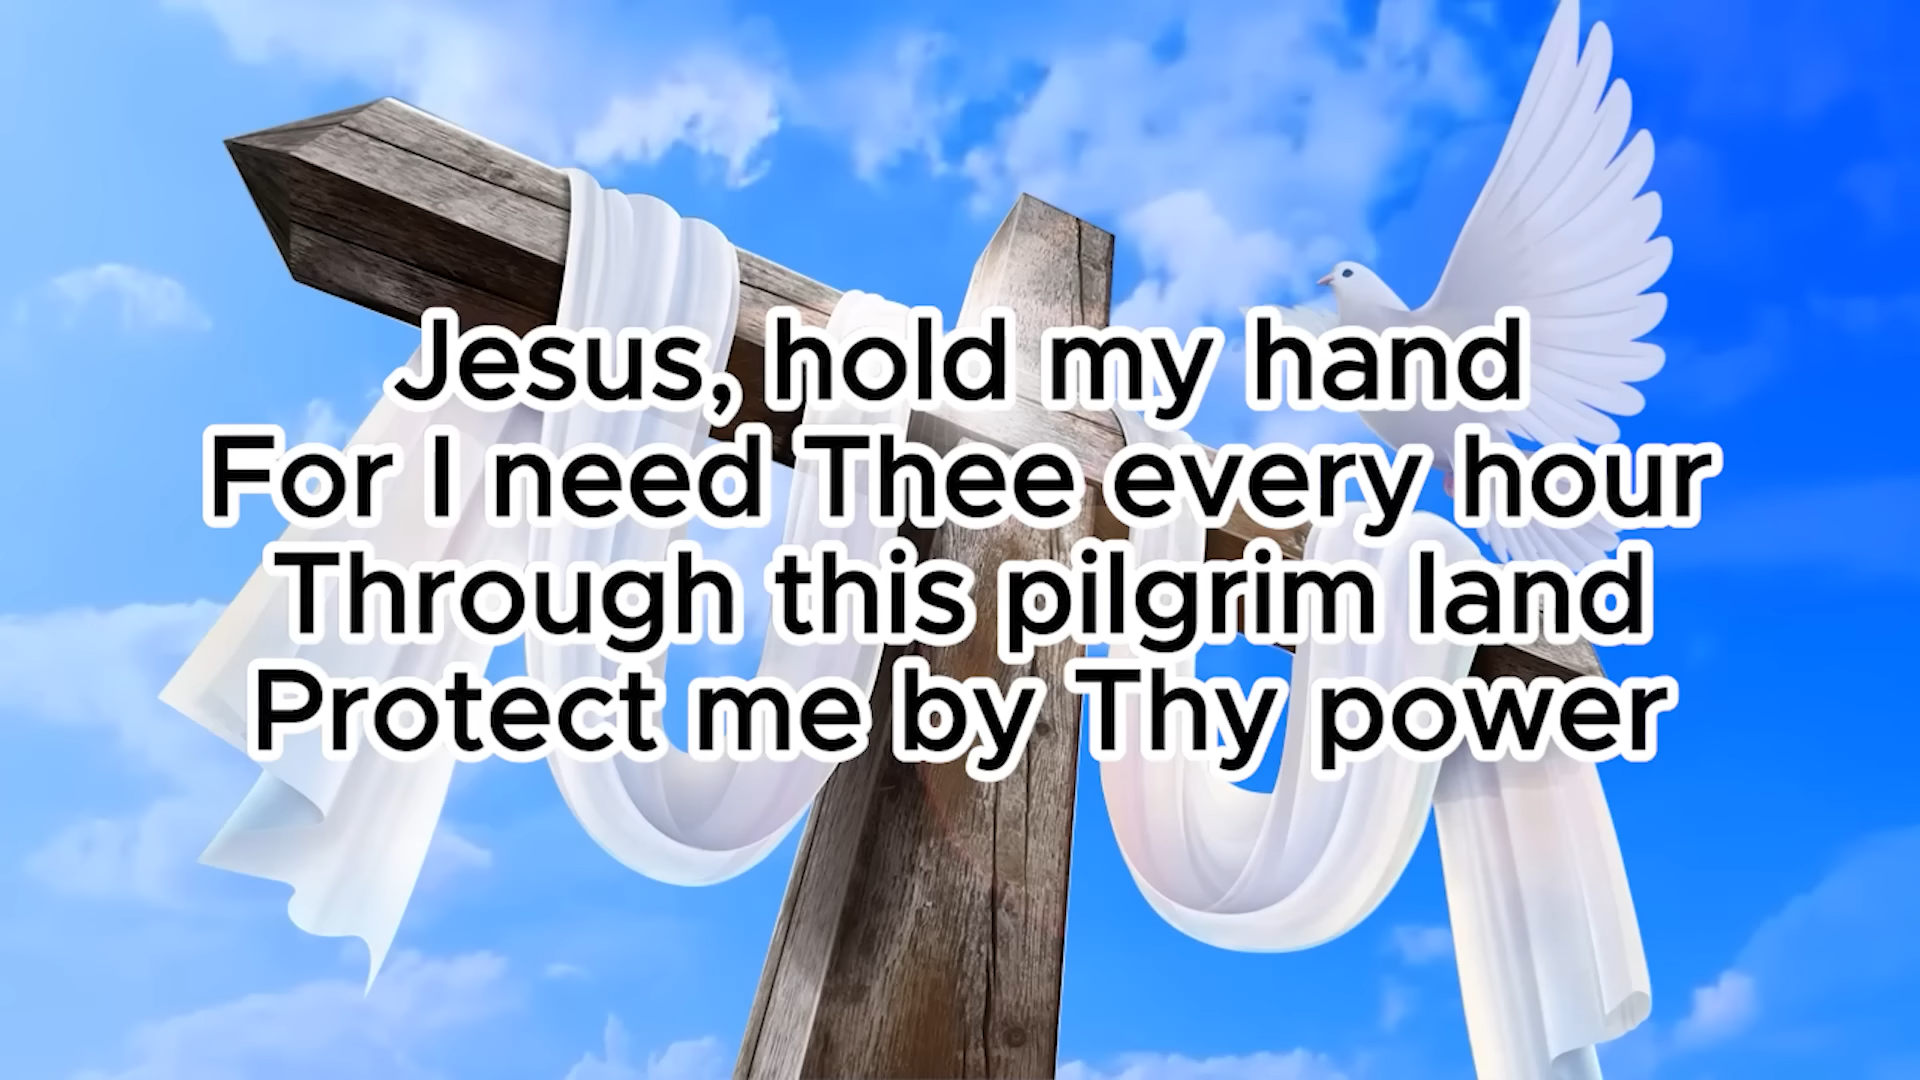 Jesus, hold my hand
For I need Thee every hour
Through this pilgrim land
Protect me by Thy power